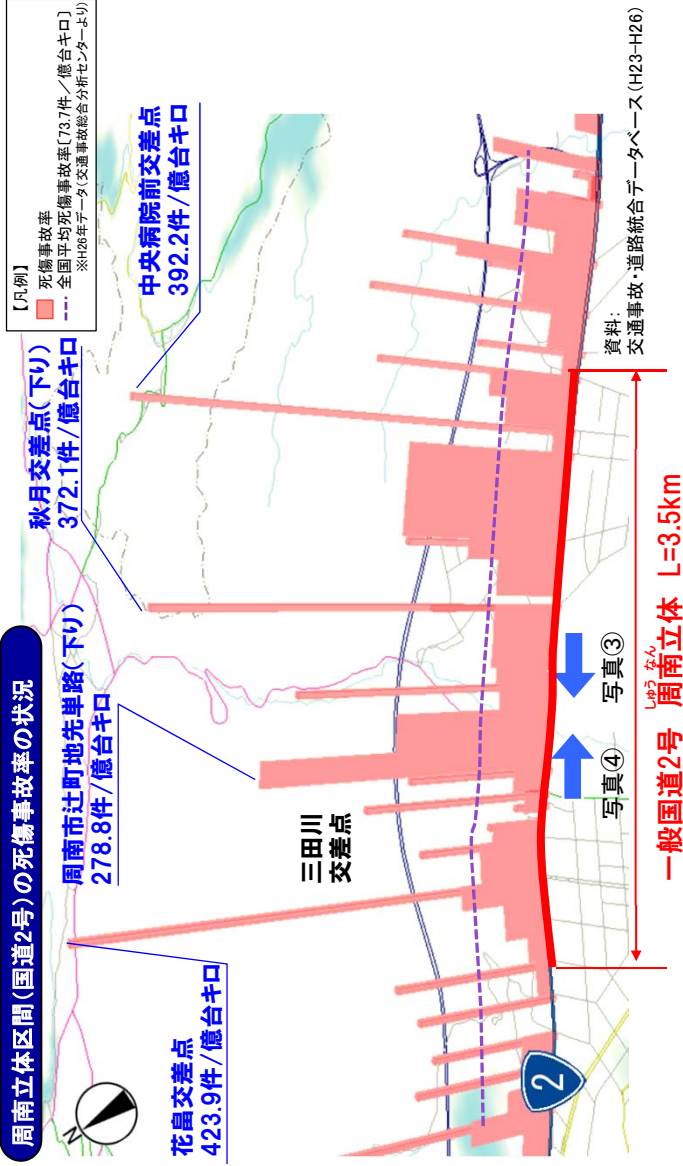 周南立体区間(国道2号)の死傷事故率の状況
【凡例】
死傷事故率
全国平均死傷事故率[73.7件/億台キロ]
※H26年データ(交通事故総合分析センターより)
N
花畠交差点
423.9件/億台キロ
周南市辻町地先単路(下り)
278.8件/億台キロ
秋月交差点(下り)
372.1件/億台キロ
中央病院前交差点
392.2件/億台キロ
三田川
交差点
2
写真④
写真③
しゅうなん
一般国道2号 周南立体 L=3.5km
資料:
交通事故・道路統合データベース(H23-H26)